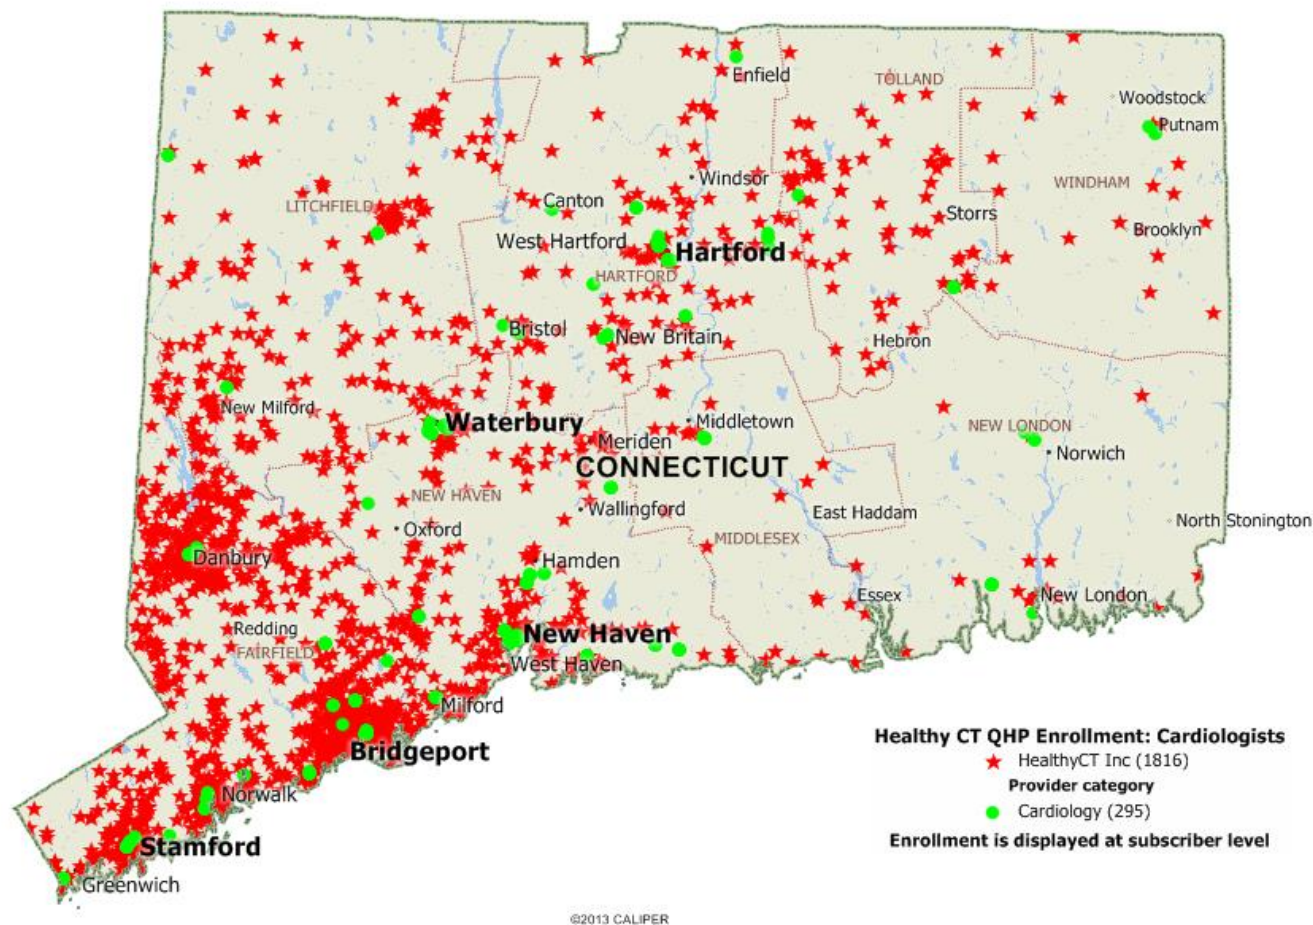 Enfield
TOLLAND
Woodstock
Putnam
Windsor
WINDHAM
LITCHFIELD
Canton
Storrs
Brooklyn
West Hartford
Hartford
HARTFORD
Bristol
New Britain
Hebron
New Milford
Waterbury
Middletown
NEW LONDON
Meriden
Norwich
CONNECTICUT
NEW HAVEN
Wallingford
East Haddam
North Stonington
Oxford
MIDDLESEX
Danbury
Hamden
Essex
New London
Redding
New Haven
FAIRFIELD
West Haven
Milford
Bridgeport
Norwalk
Stamford
Greenwich
Healthy CT QHP Enrollment: Cardiologists
HealthyCT Inc (1816)
Provider category
Cardiology (295)
Enrollment is displayed at subscriber level
©2013 CALIPER